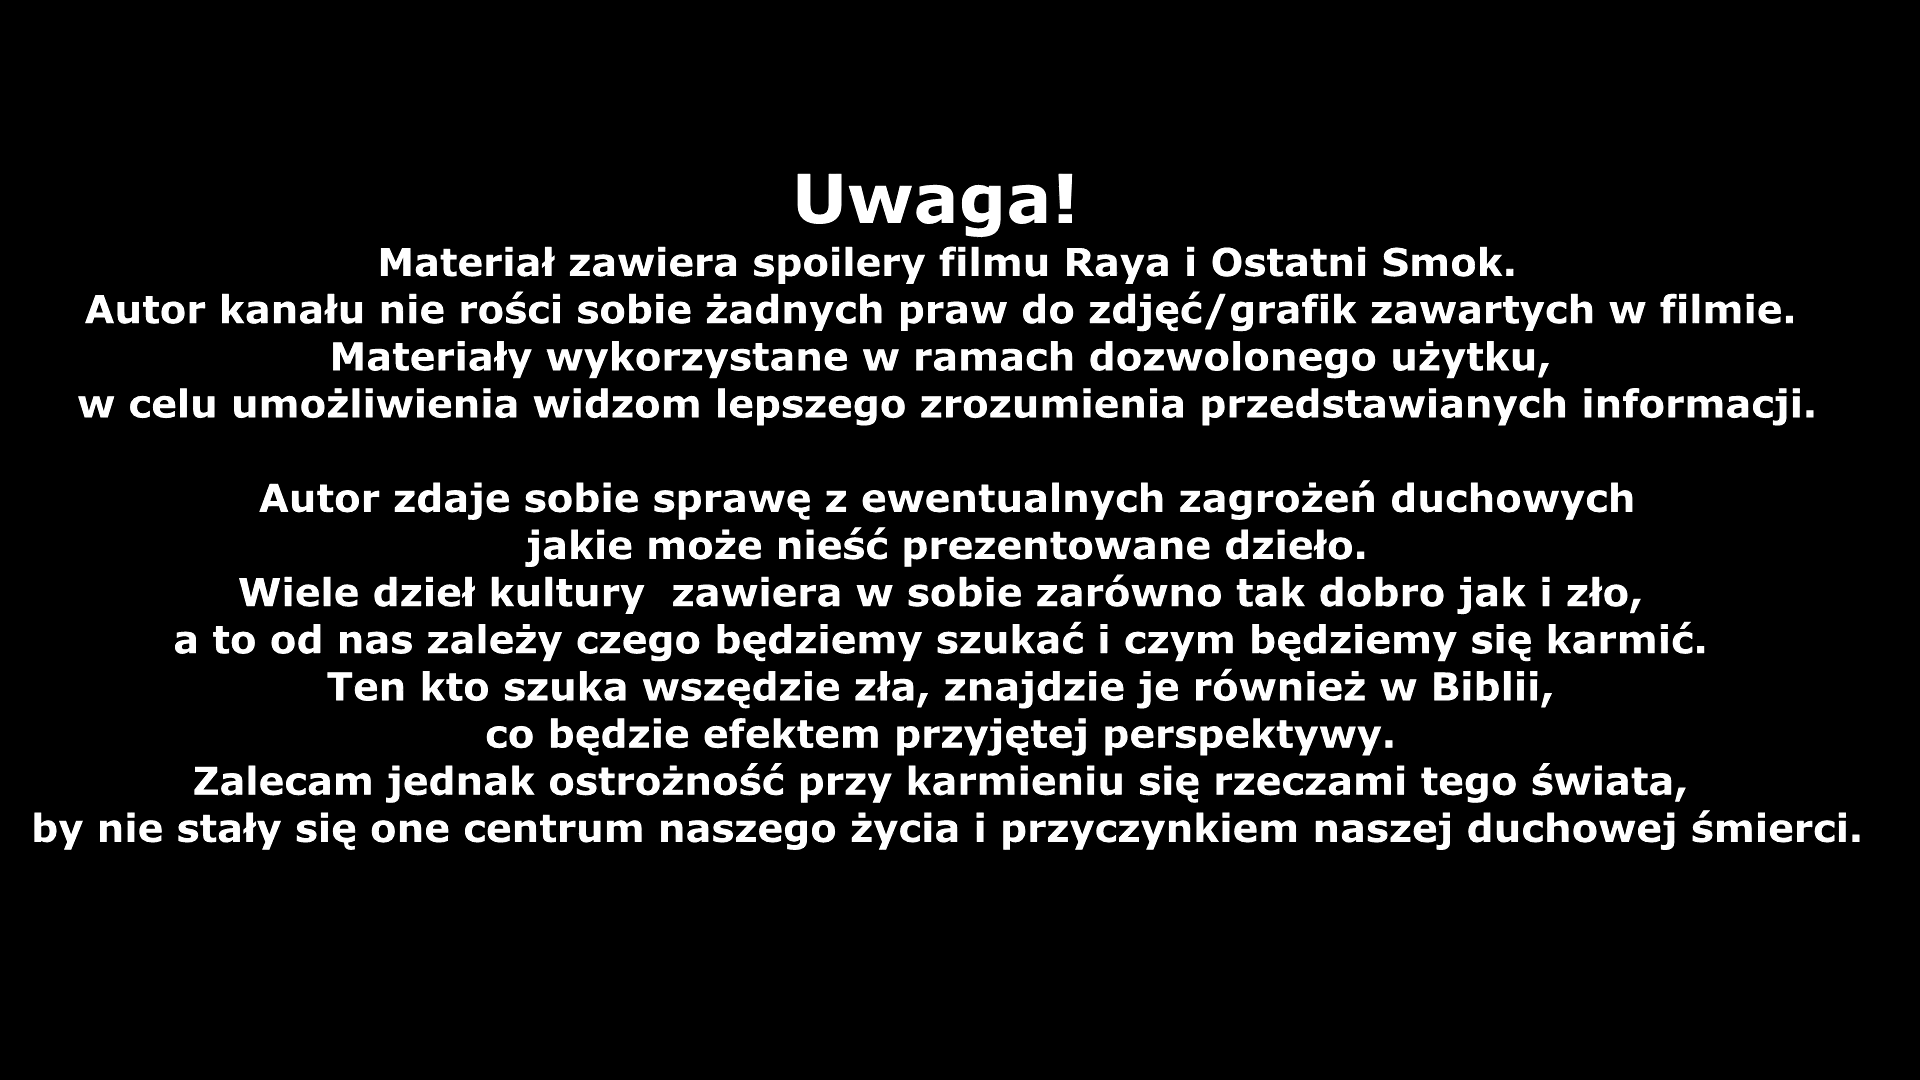 Uwaga!
Materiał zawiera spoilery filmu Raya i Ostatni Smok.
Autor kanału nie rości sobie żadnych praw do zdjęć/grafik zawartych w filmie.
Materiały wykorzystane w ramach dozwolonego użytku,
w celu umożliwienia widzom lepszego zrozumienia przedstawianych informacji.
Autor zdaje sobie sprawę z ewentualnych zagrożeń duchowych
jakie może nieść prezentowane dzieło.
Wiele dzieł kultury  zawiera w sobie zarówno tak dobro jak i zło,
a to od nas zależy czego będziemy szukać i czym będziemy się karmić.
Ten kto szuka wszędzie zła, znajdzie je również w Biblii,
co będzie efektem przyjętej perspektywy.
Zalecam jednak ostrożność przy karmieniu się rzeczami tego świata,
by nie stały się one centrum naszego życia i przyczynkiem naszej duchowej śmierci.